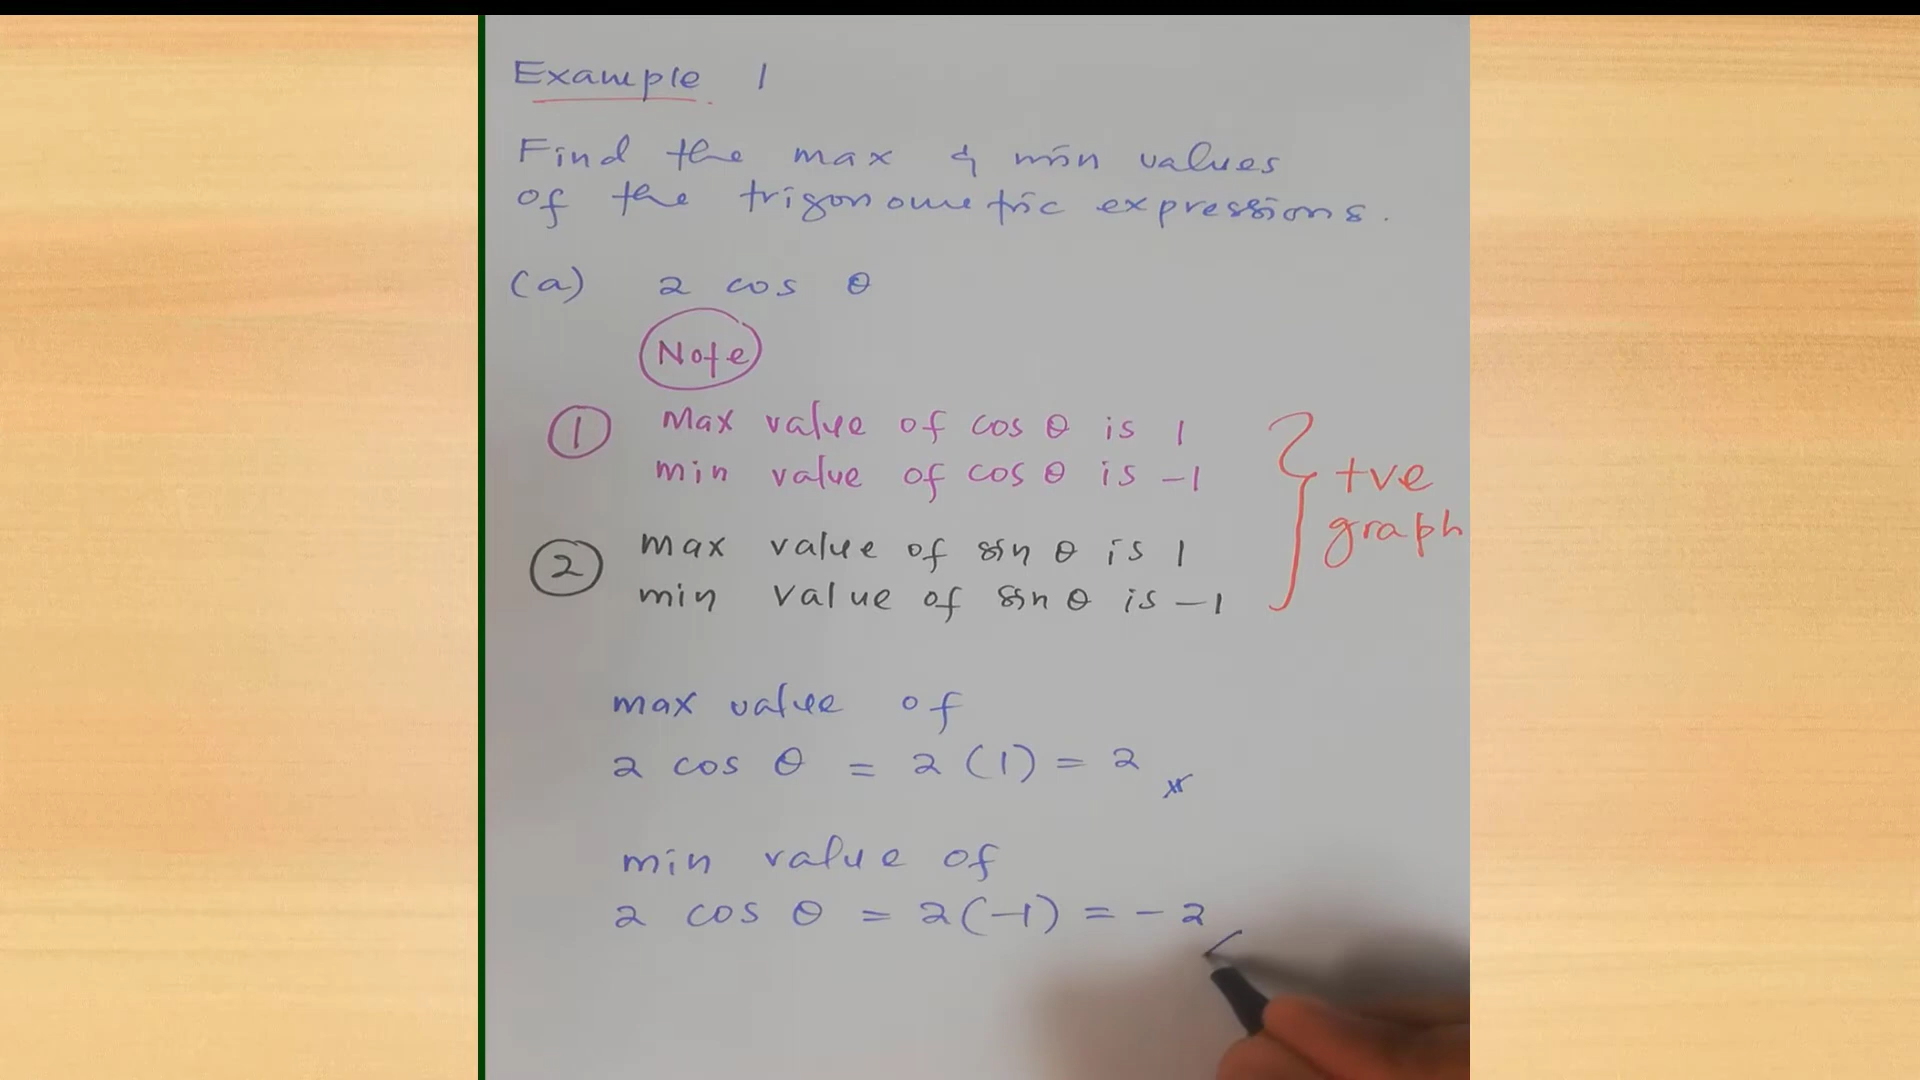 Example 1
Find the max & min values
of the trigonometric expressions.
(a) 2 cos θ
Note
① Max value of cos θ is 1
min value of cos θ is -1
+ve
graph
② max value of sin θ is 1
min value of sin θ is -1
max value of
2 cos θ = 2 (1) = 2
min value of
2 cos θ = 2(-1) = -2